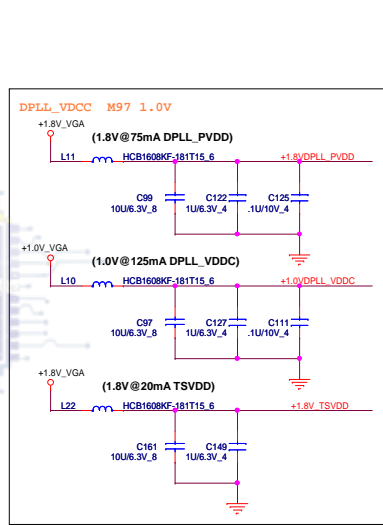 DPLL_VDCC M97 1.0V
+1.8V_VGA
(1.8V@75mA DPLL_PVDD)
L11 HCB1608KF-181T15_6 +1.8VDPLL_PVDD
C99 C122 C125
10U/6.3V_8 1U/6.3V_4 .1U/10V_4
+1.0V_VGA
(1.0V@125mA DPLL_VDDC)
L10 HCB1608KF-181T15_6 +1.0VDPLL_VDDC
C97 C127 C111
10U/6.3V_8 1U/6.3V_4 .1U/10V_4
+1.8V_VGA
(1.8V@20mA TSVDD)
L22 HCB1608KF-181T15_6 +1.8V_TSVDD
C161 C149
10U/6.3V_8 1U/6.3V_4